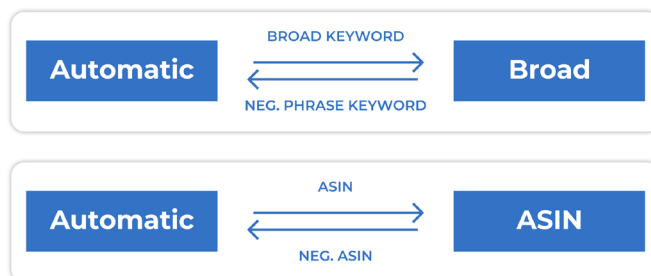 BROAD KEYWORD
Automatic
Broad
NEG. PHRASE KEYWORD
ASIN
Automatic
ASIN
NEG. ASIN